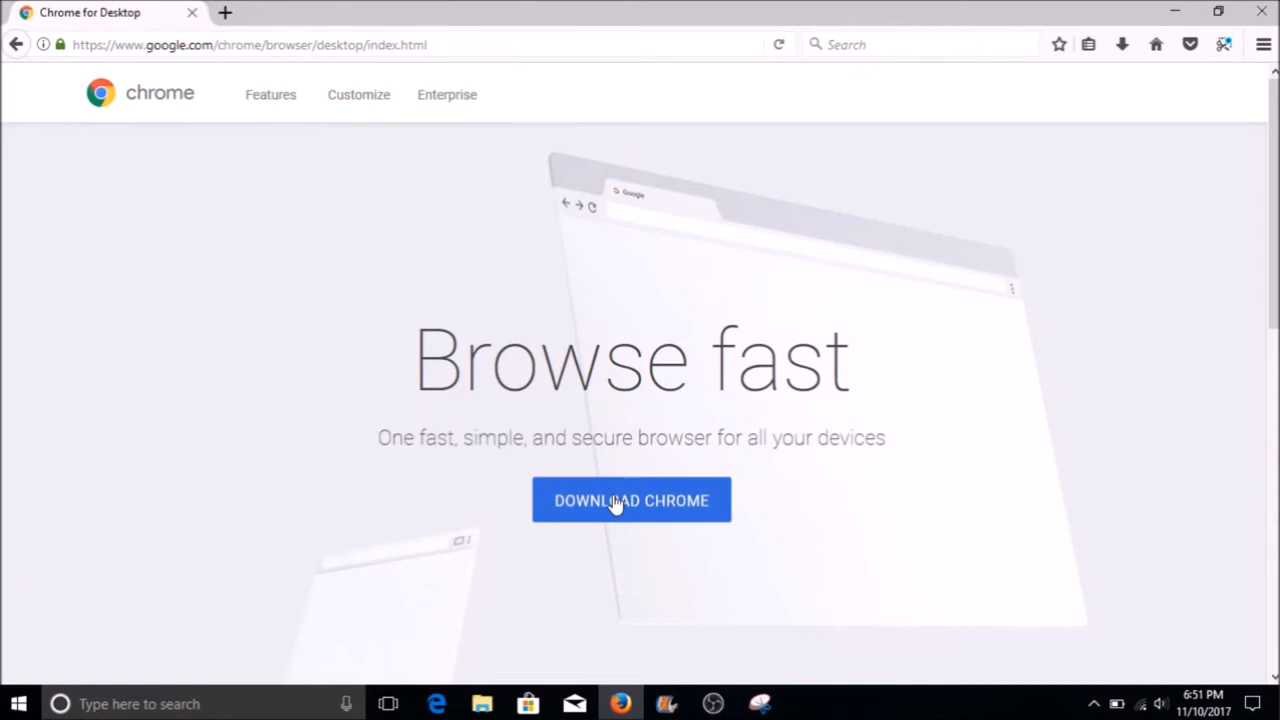 Chrome for Desktop
https://www.google.com/chrome/browser/desktop/index.html
Search
chrome
Features
Customize
Enterprise
Google
Browse fast
One fast, simple, and secure browser for all your devices
DOWNLOAD CHROME
Type here to search
6:51 PM
11/10/2017